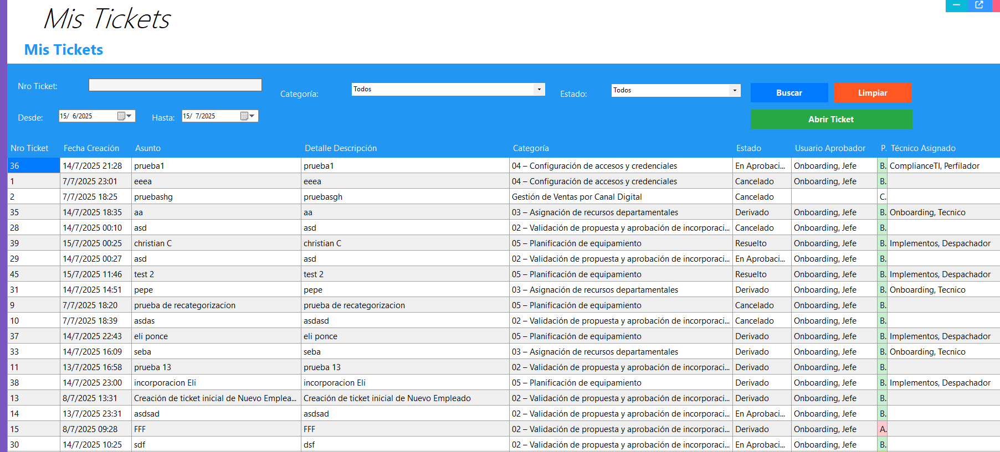 Mis Tickets
Mis Tickets
Nro Ticket:
Categoría: Todos
Estado: Todos
Buscar
Limpiar
Desde: 15/ 6/2025
Hasta: 15/ 7/2025
Abrir Ticket
Nro Ticket Fecha Creación Asunto Detalle Descripción Categoría Estado Usuario Aprobador P. Técnico Asignado
36 14/7/2025 21:28 prueba1 prueba1 04 – Configuración de accesos y credenciales En Aprobaci... Onboarding, Jefe B. ComplianceTI, Perfilador
1 7/7/2025 23:01 eeea eeea 04 – Configuración de accesos y credenciales Cancelado Onboarding, Jefe B.
2 7/7/2025 18:25 pruebashg pruebasgh Gestión de Ventas por Canal Digital Cancelado C.
35 14/7/2025 18:35 aa aa 03 – Asignación de recursos departamentales Derivado Onboarding, Jefe B. Onboarding, Tecnico
28 14/7/2025 00:10 asd asd 02 – Validación de propuesta y aprobación de incorporaci... Cancelado Onboarding, Jefe B.
39 15/7/2025 00:25 christian C christian C 05 – Planificación de equipamiento Resuelto Onboarding, Jefe B. Implementos, Despachador
29 14/7/2025 00:27 asd asd 02 – Validación de propuesta y aprobación de incorporaci... En Aprobaci... Onboarding, Jefe B.
45 15/7/2025 11:46 test 2 test 2 05 – Planificación de equipamiento Resuelto Onboarding, Jefe B. Implementos, Despachador
31 14/7/2025 14:51 pepe pepe 03 – Asignación de recursos departamentales Derivado Onboarding, Jefe B. Onboarding, Tecnico
9 7/7/2025 18:20 prueba de recategorizacion prueba de recategorizacion 05 – Planificación de equipamiento Cancelado Onboarding, Jefe B.
10 7/7/2025 18:39 asdas asdasd 02 – Validación de propuesta y aprobación de incorporaci... Cancelado Onboarding, Jefe B.
37 14/7/2025 22:43 eli ponce eli ponce 05 – Planificación de equipamiento Derivado Onboarding, Jefe B. Implementos, Despachador
33 14/7/2025 16:09 seba seba 03 – Asignación de recursos departamentales Derivado Onboarding, Jefe B. Onboarding, Tecnico
11 13/7/2025 16:58 prueba 13 prueba 13 02 – Validación de propuesta y aprobación de incorporaci... Derivado Onboarding, Jefe B.
38 14/7/2025 23:00 incorporacion Eli incorporacion Eli 05 – Planificación de equipamiento Derivado Onboarding, Jefe B. Implementos, Despachador
13 8/7/2025 13:31 Creación de ticket inicial de Nuevo Emplea... Creación de ticket inicial de Nuevo Empleado 02 – Validación de propuesta y aprobación de incorporaci... Derivado Onboarding, Jefe B.
14 13/7/2025 23:31 asdsad asdsad 02 – Validación de propuesta y aprobación de incorporaci... En Aprobaci... Onboarding, Jefe B.
15 8/7/2025 09:28 FFF FFF 02 – Validación de propuesta y aprobación de incorporaci... Derivado Onboarding, Jefe A.
30 14/7/2025 10:25 sdf dsf 02 – Validación de propuesta y aprobación de incorporaci... En Aprobaci... Onboarding, Jefe B.